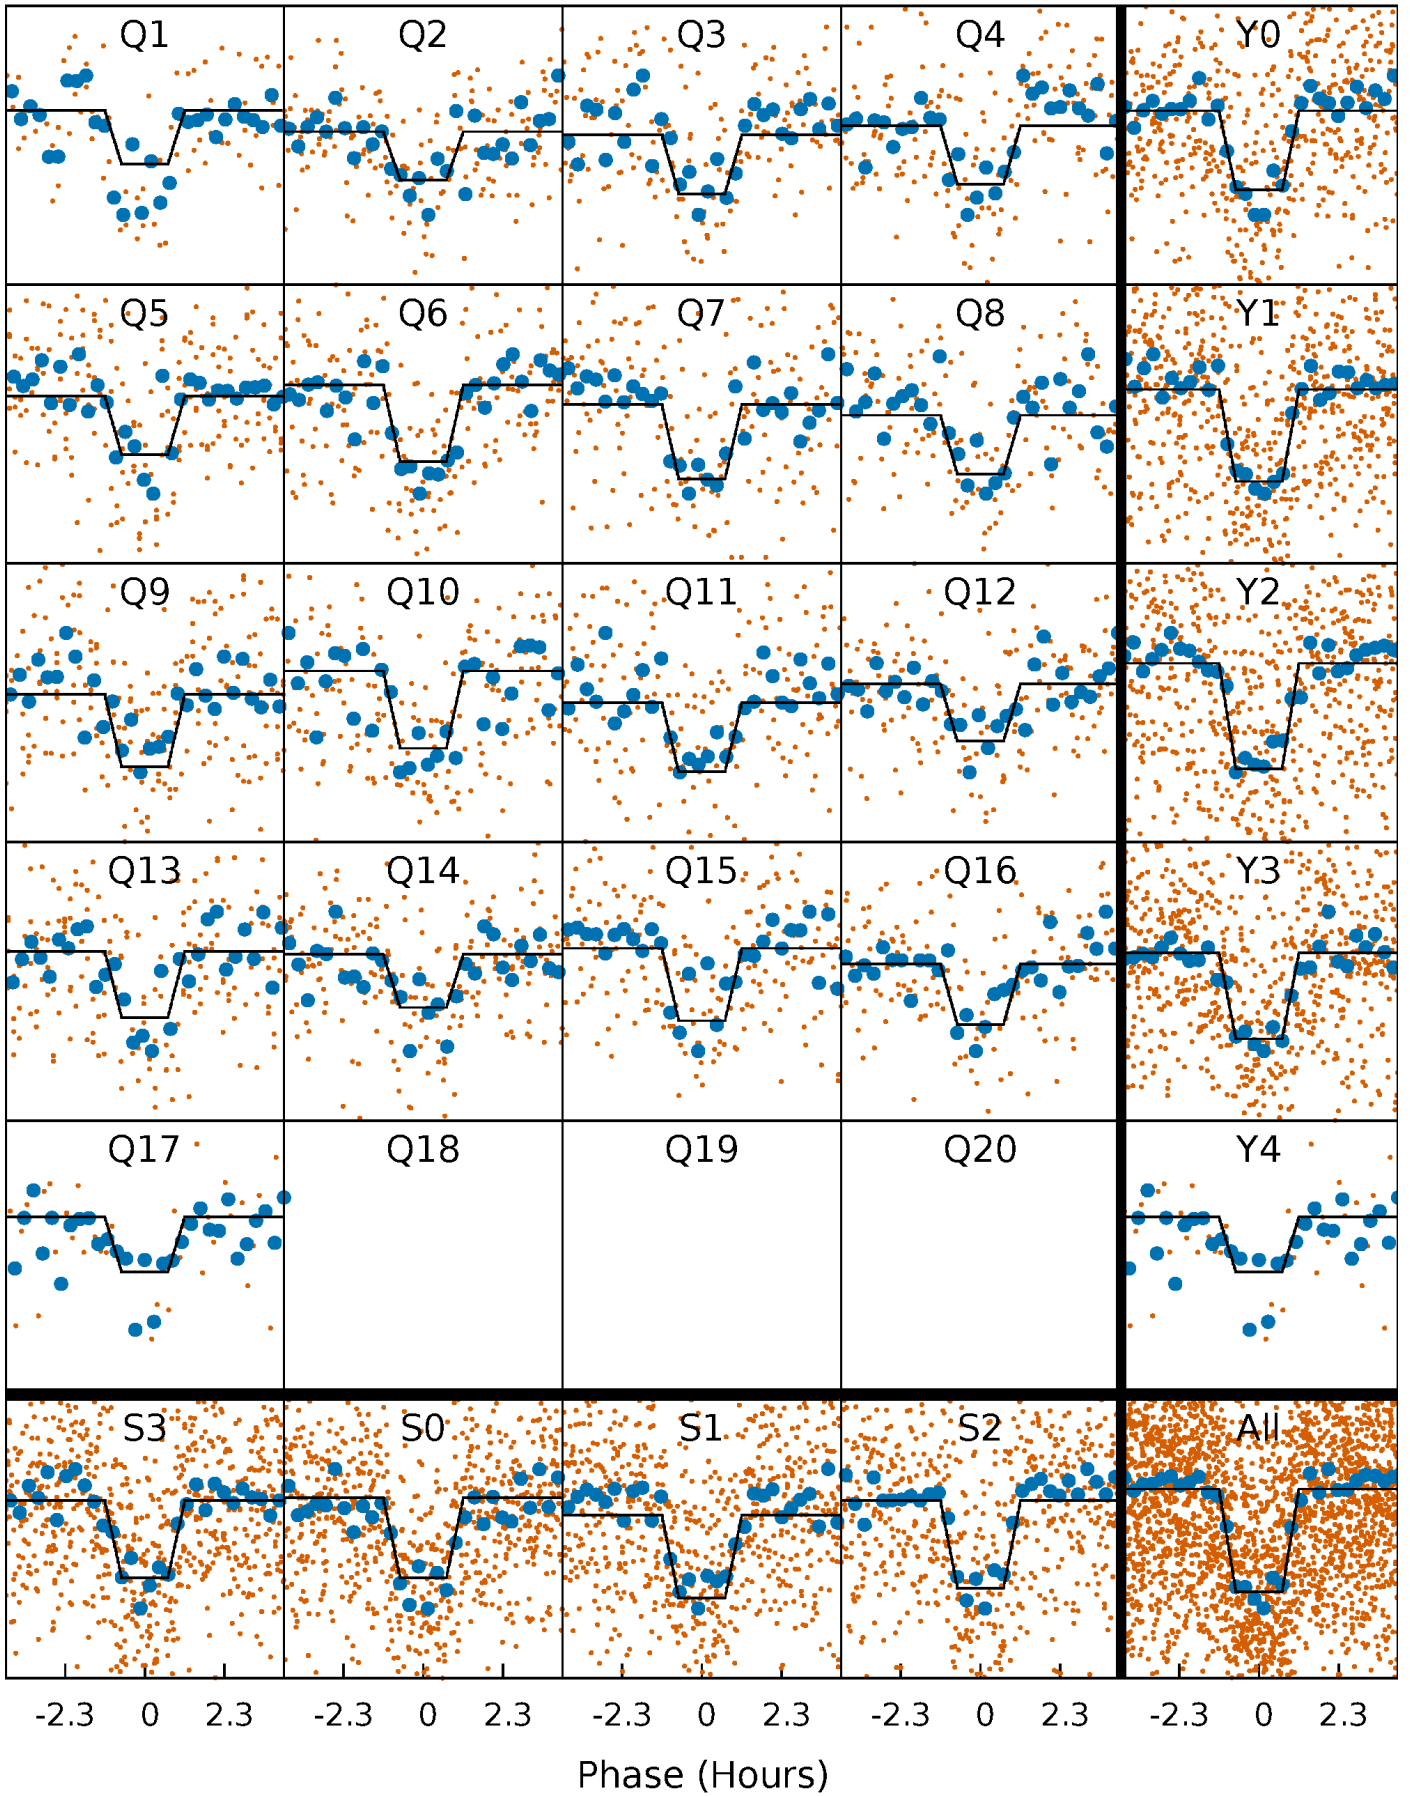 Q1 Q2 Q3 Q4 Y0
Q5 Q6 Q7 Q8 Y1
Q9 Q10 Q11 Q12 Y2
Q13 Q14 Q15 Q16 Y3
Q17 Q18 Q19 Q20 Y4
S3 S0 S1 S2 All
-2.3 0 2.3 -2.3 0 2.3 -2.3 0 2.3 -2.3 0 2.3 -2.3 0 2.3
Phase (Hours)